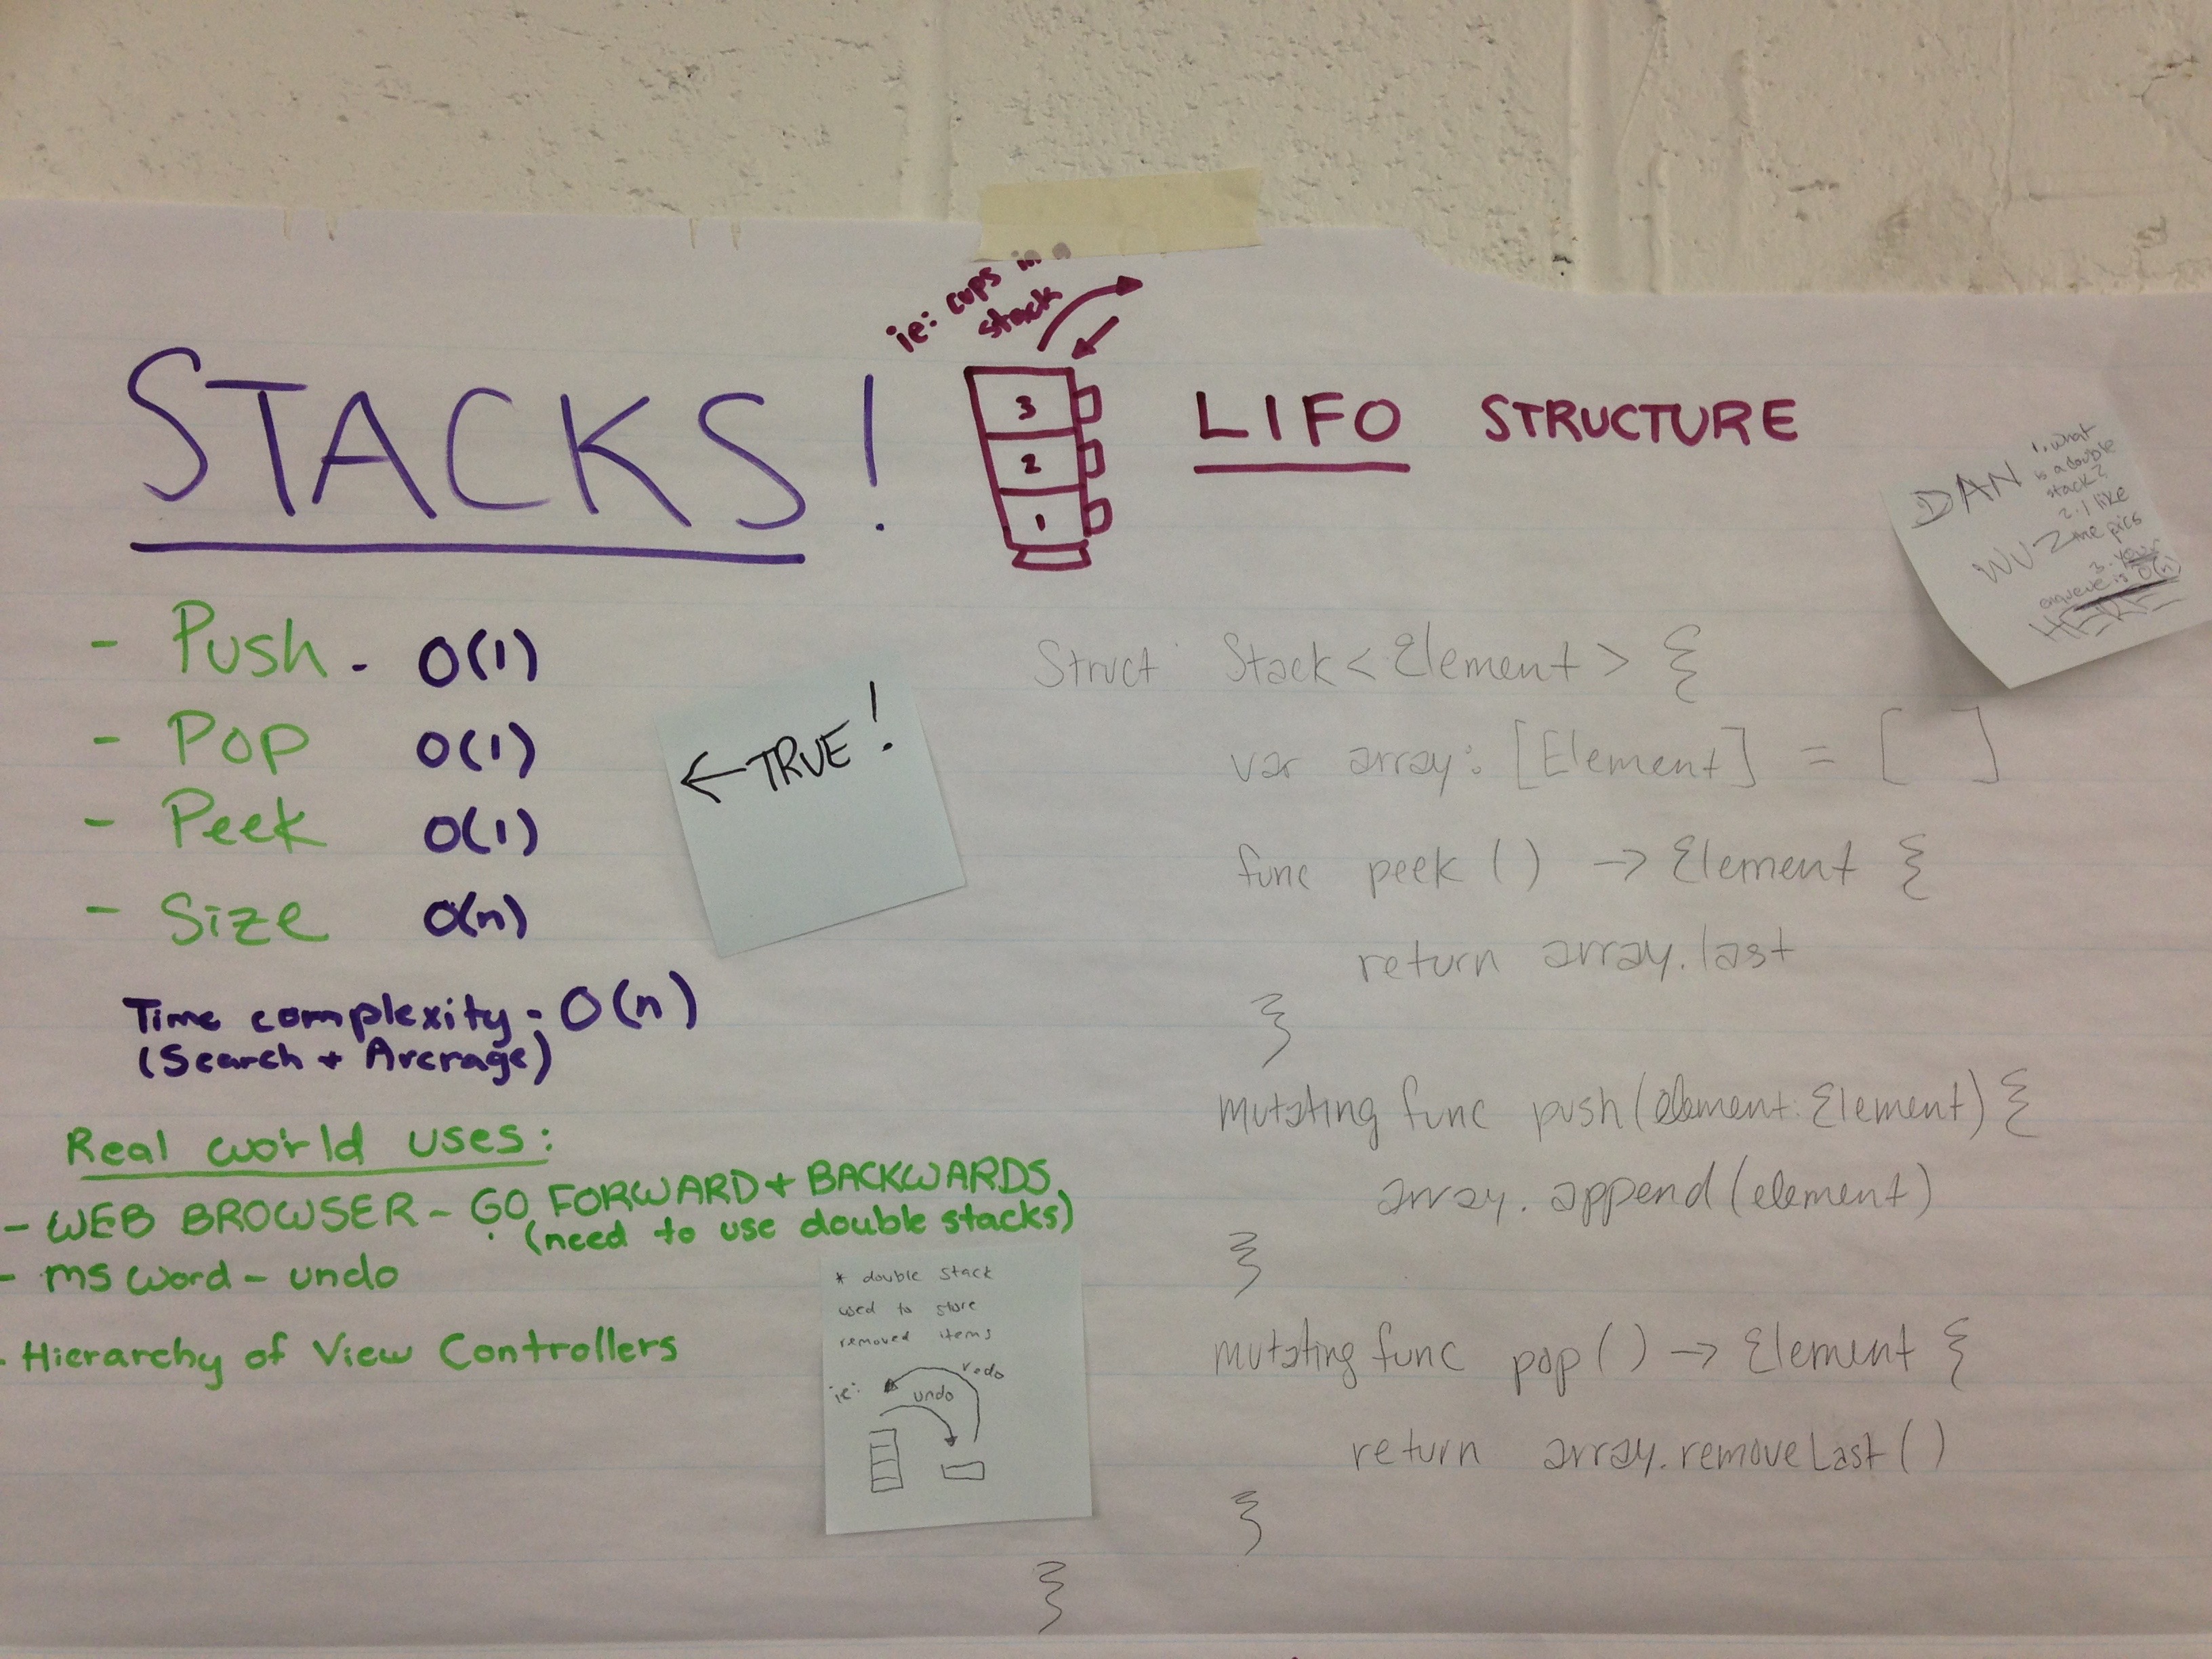 ie: cups in a
stack
STACKS!
3
2
1
LIFO STRUCTURE
DAN
WUZ
HERE
1. what
is a double
stack?
2. I like
the pics
3. your
enqueue is O(n)
- Push - O(1)
- Pop O(1)
- Peek O(1)
- Size O(n)
← TRUE!
Time complexity - O(n)
(Search + Average)
Real world uses:
- WEB BROWSER - GO FORWARD + BACKWARDS
(need to use double stacks)
- MS Word - undo
- Hierarchy of View Controllers
* double stack
used to store
removed items
ie:
redo
undo
Struct Stack<Element> {
var array: [Element] = [ ]
func peek () -> Element {
return array.last
}
mutating func push(element: Element) {
array.append(element)
}
mutating func pop() -> Element {
return array.removeLast()
}
}